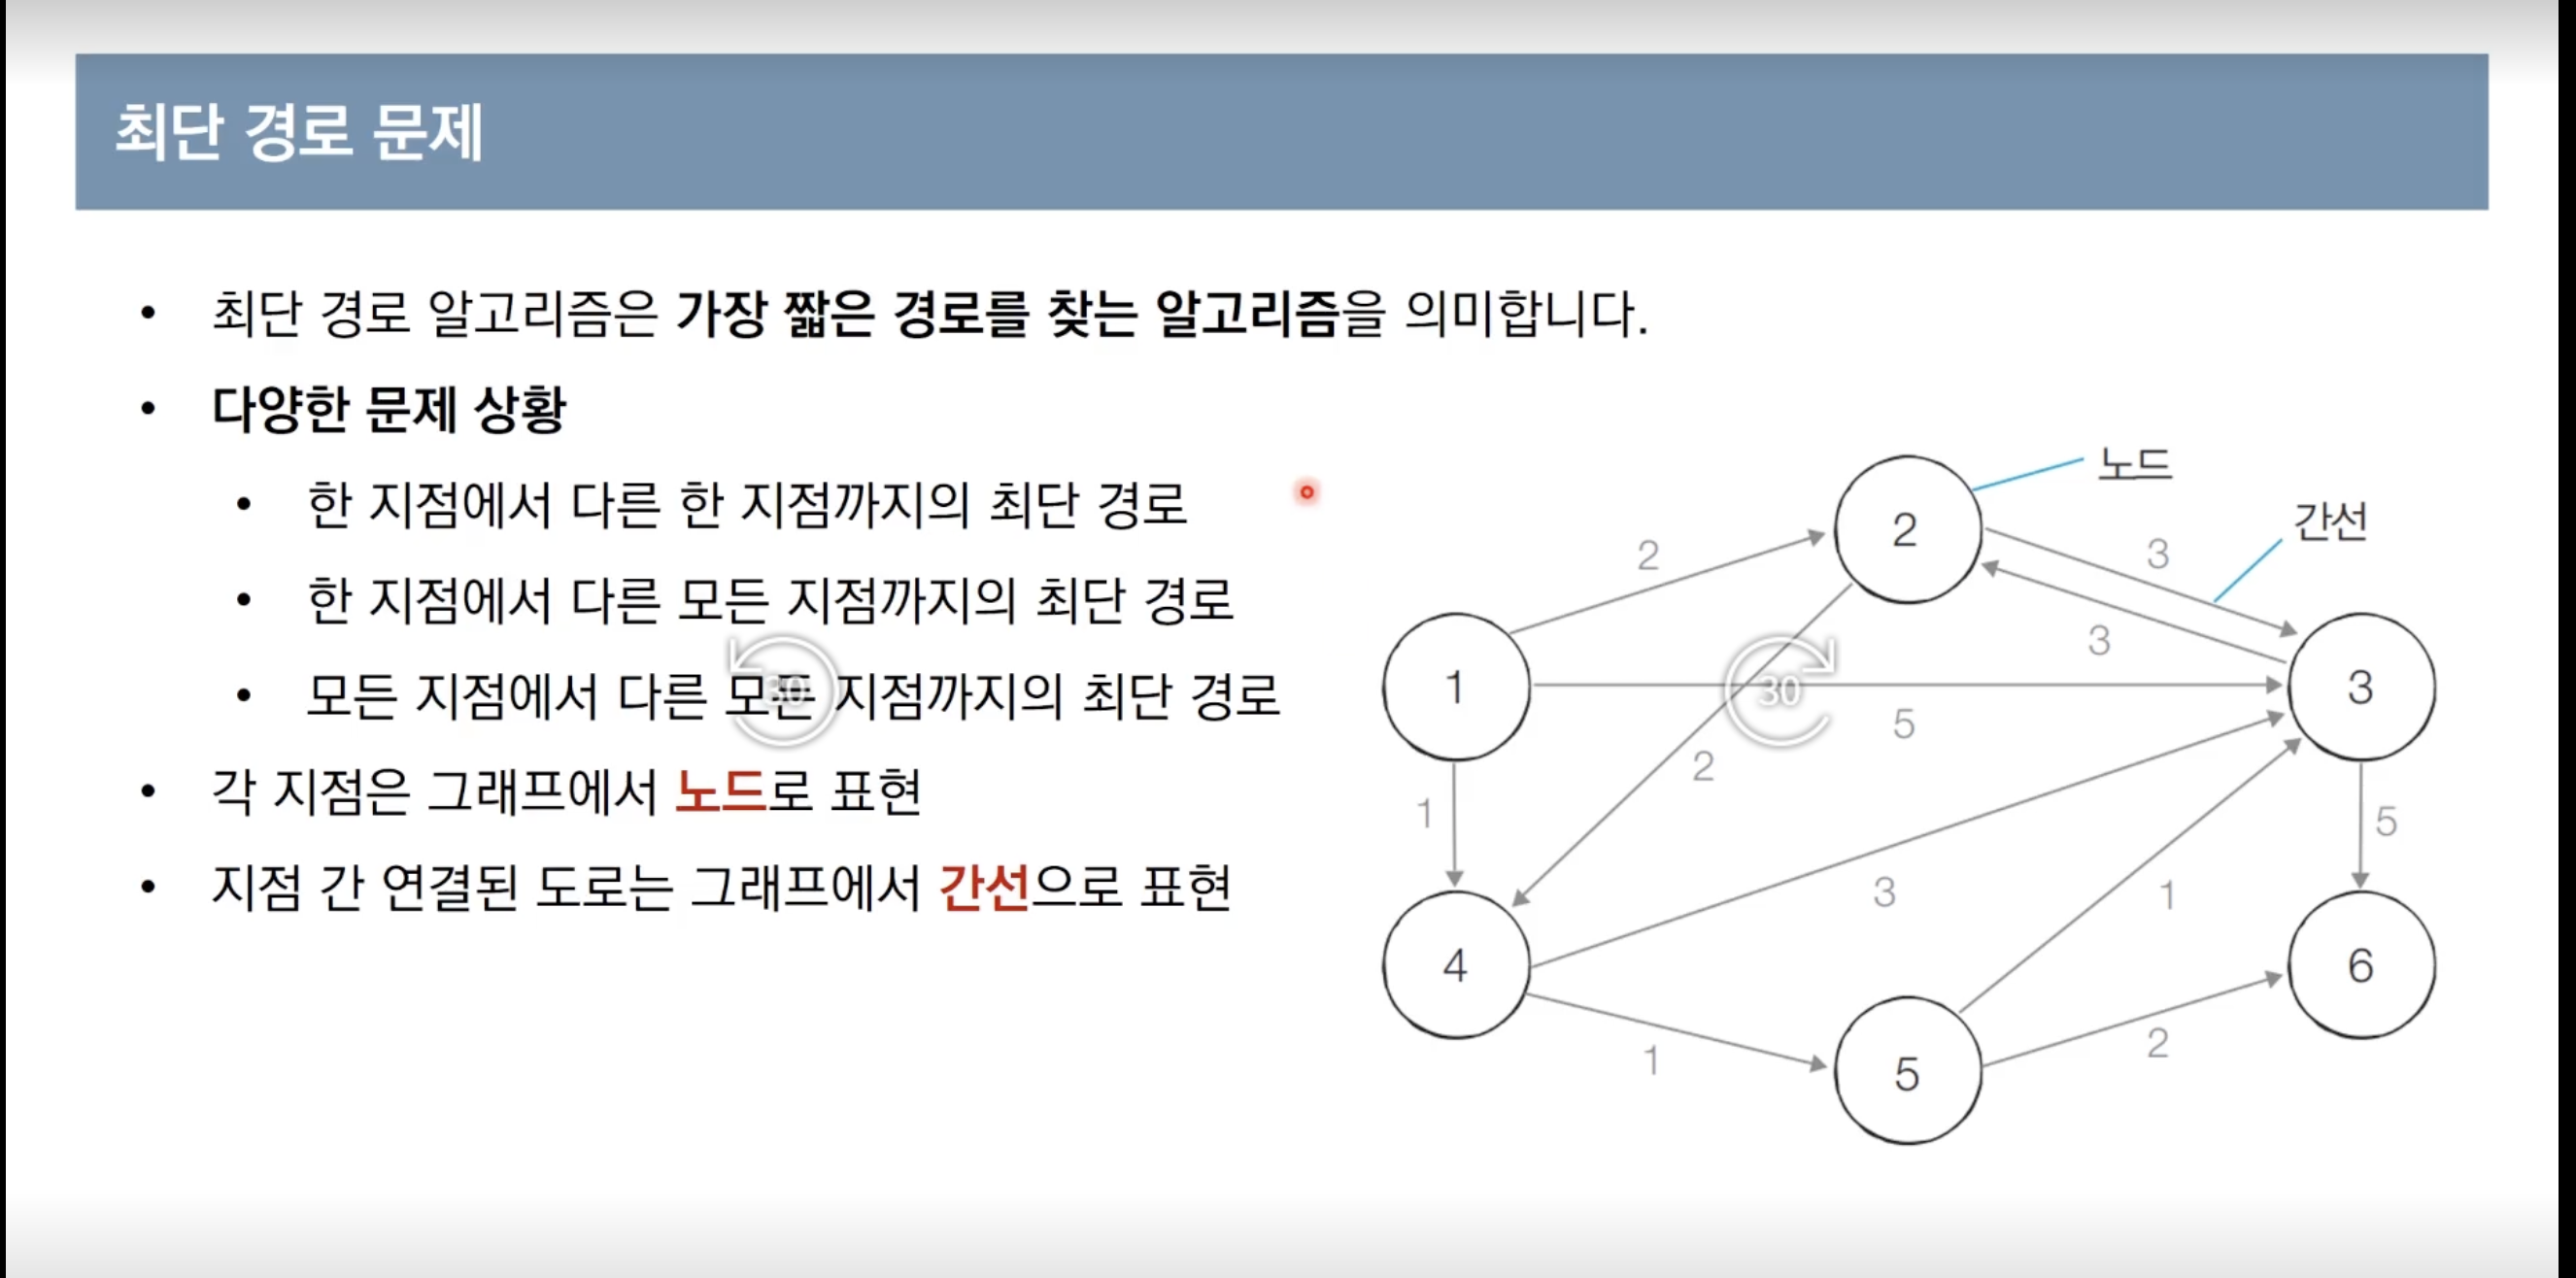 최단 경로 문제
• 최단 경로 알고리즘은 가장 짧은 경로를 찾는 알고리즘을 의미합니다.
• 다양한 문제 상황
• 한 지점에서 다른 한 지점까지의 최단 경로
• 한 지점에서 다른 모든 지점까지의 최단 경로
• 모든 지점에서 다른 모든 지점까지의 최단 경로
30
• 각 지점은 그래프에서 노드로 표현
• 지점 간 연결된 도로는 그래프에서 간선으로 표현
노드
간선
2
2
3
3
1
30
3
5
2
1
5
3
1
4
6
1
5
2